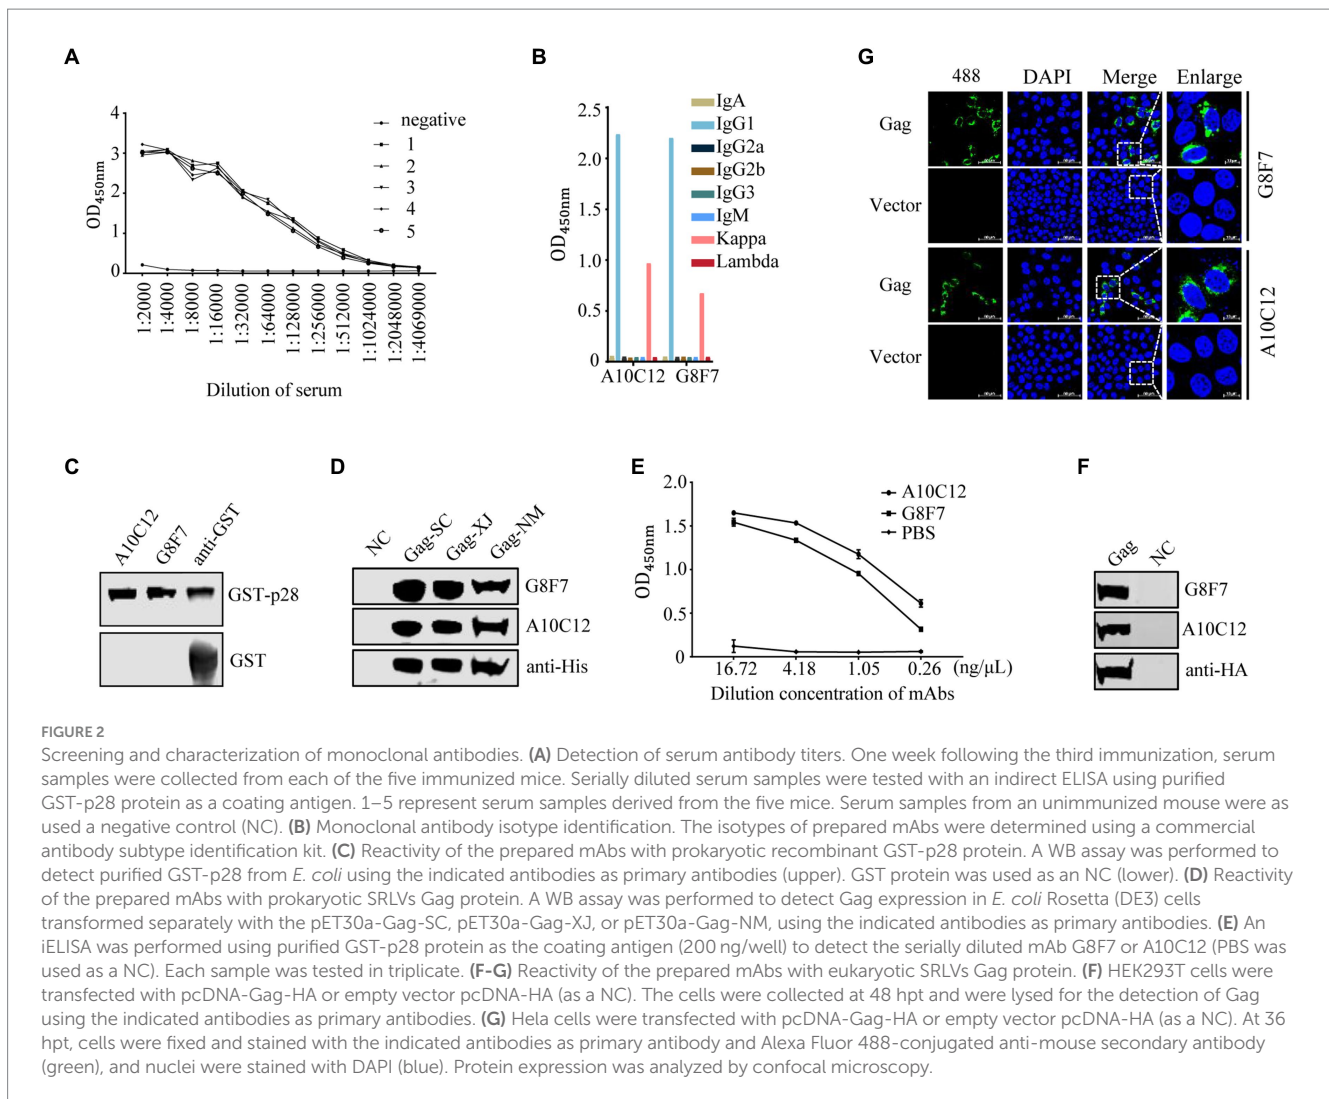 A
4
3
2
1
0
OD450nm
negative
1
2
3
4
5
1:2000
1:4000
1:8000
1:16000
1:32000
1:64000
1:128000
1:256000
1:512000
1:1024000
1:2048000
1:4069000
Dilution of serum
B
2.5
2.0
1.5
1.0
0.5
0
OD450nm
IgA
IgG1
IgG2a
IgG2b
IgG3
IgM
Kappa
Lambda
A10C12 G8F7
G
488 DAPI Merge Enlarge
Gag
Vector
G8F7
Gag
Vector
A10C12
C
A10C12
G8F7
anti-GST
GST-p28
GST
D
NC
Gag-SC
Gag-XJ
Gag-NM
G8F7
A10C12
anti-His
E
2.0
1.5
1.0
0.5
0
OD450nm
A10C12
G8F7
PBS
16.72 4.18 1.05 0.26 (ng/μL)
Dilution concentration of mAbs
F
Gag
NC
G8F7
A10C12
anti-HA
FIGURE 2
Screening and characterization of monoclonal antibodies. (A) Detection of serum antibody titers. One week following the third immunization, serum
samples were collected from each of the five immunized mice. Serially diluted serum samples were tested with an indirect ELISA using purified
GST-p28 protein as a coating antigen. 1–5 represent serum samples derived from the five mice. Serum samples from an unimmunized mouse were as
used a negative control (NC). (B) Monoclonal antibody isotype identification. The isotypes of prepared mAbs were determined using a commercial
antibody subtype identification kit. (C) Reactivity of the prepared mAbs with prokaryotic recombinant GST-p28 protein. A WB assay was performed to
detect purified GST-p28 from E. coli using the indicated antibodies as primary antibodies (upper). GST protein was used as an NC (lower). (D) Reactivity
of the prepared mAbs with prokaryotic SRLVs Gag protein. A WB assay was performed to detect Gag expression in E. coli Rosetta (DE3) cells
transformed separately with the pET30a-Gag-SC, pET30a-Gag-XJ, or pET30a-Gag-NM, using the indicated antibodies as primary antibodies. (E) An
iELISA was performed using purified GST-p28 protein as the coating antigen (200 ng/well) to detect the serially diluted mAb G8F7 or A10C12 (PBS was
used as a NC). Each sample was tested in triplicate. (F-G) Reactivity of the prepared mAbs with eukaryotic SRLVs Gag protein. (F) HEK293T cells were
transfected with pcDNA-Gag-HA or empty vector pcDNA-HA (as a NC). The cells were collected at 48 hpt and were lysed for the detection of Gag
using the indicated antibodies as primary antibodies. (G) Hela cells were transfected with pcDNA-Gag-HA or empty vector pcDNA-HA (as a NC). At 36
hpt, cells were fixed and stained with the indicated antibodies as primary antibody and Alexa Fluor 488-conjugated anti-mouse secondary antibody
(green), and nuclei were stained with DAPI (blue). Protein expression was analyzed by confocal microscopy.